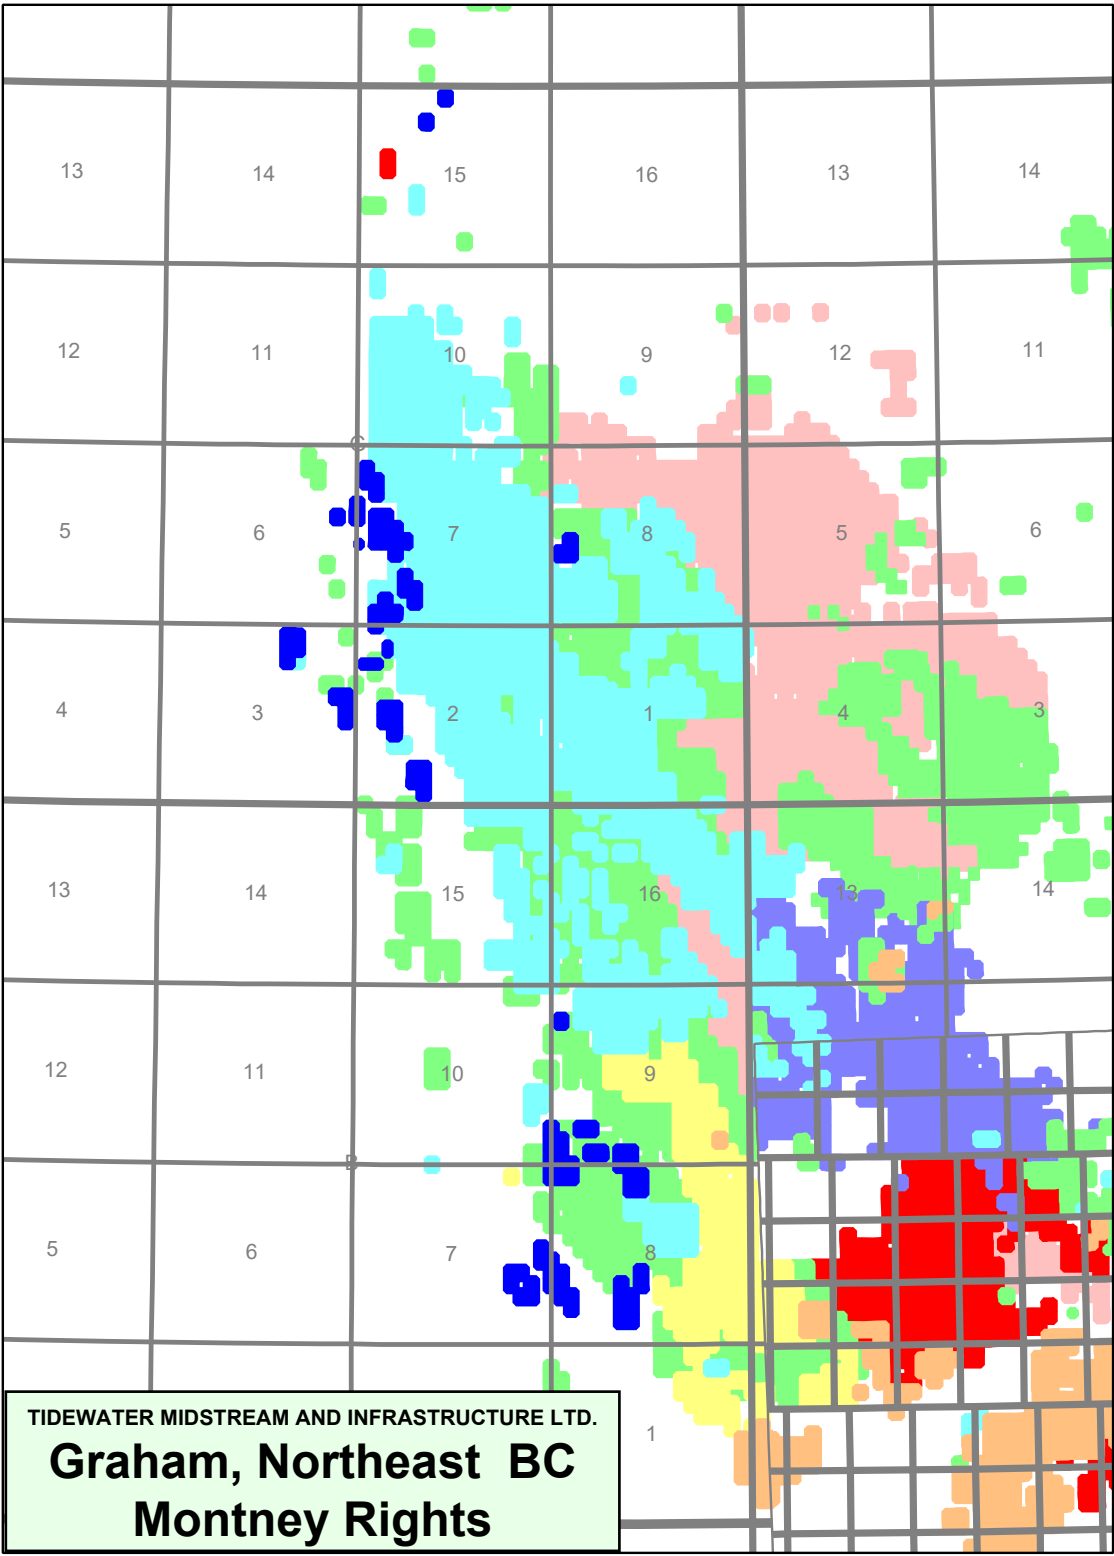 13 14 15 16 13 14
12 11 10 9 12 11
C
5 6 7 8 5 6
4 3 2 1 4 3
13 14 15 16 13 14
12 11 10 9
B
5 6 7 8
1
TIDEWATER MIDSTREAM AND INFRASTRUCTURE LTD.
Graham, Northeast BC
Montney Rights